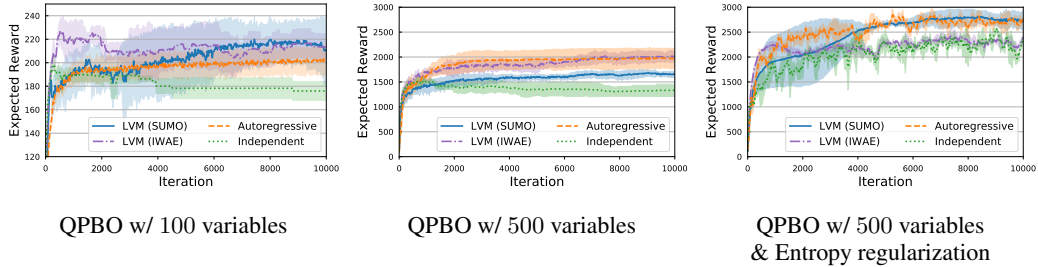 Expected Reward
220
200
180
160
140
120
LVM (SUMO)
LVM (IWAE)
Autoregressive
Independent
0 2000 4000 6000 8000 10000
Iteration
QPBO w/ 100 variables
Expected Reward
3000
2500
2000
1500
1000
500
0
LVM (SUMO)
LVM (IWAE)
Autoregressive
Independent
0 2000 4000 6000 8000 10000
Iteration
QPBO w/ 500 variables
Expected Reward
3000
2500
2000
1500
1000
500
0
LVM (SUMO)
LVM (IWAE)
Autoregressive
Independent
0 2000 4000 6000 8000 10000
Iteration
QPBO w/ 500 variables
& Entropy regularization